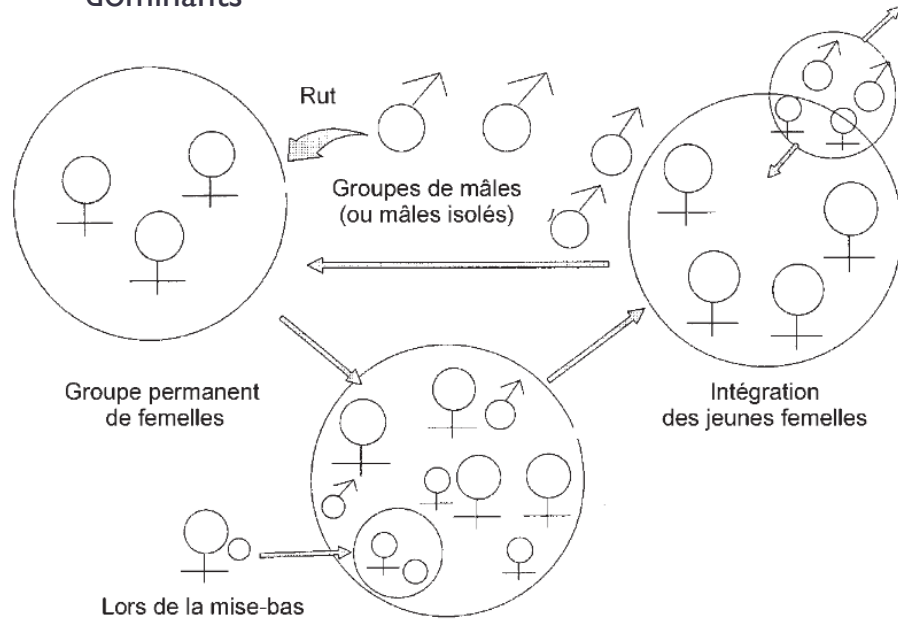 dominants
Rut
Groupes de mâles
(ou mâles isolés)
Groupe permanent
de femelles
Intégration
des jeunes femelles
Lors de la mise-bas